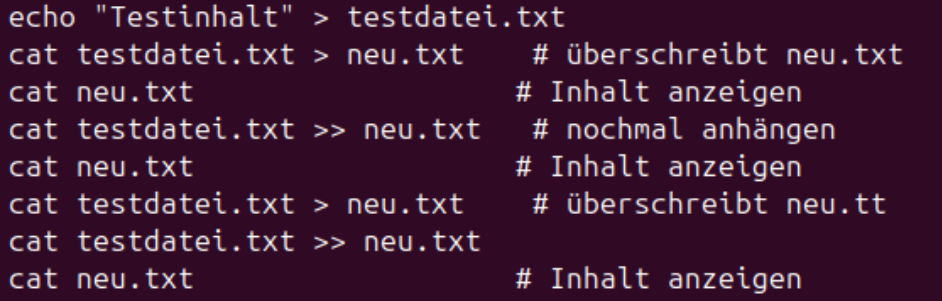 echo "Testinhalt" > testdatei.txt
cat testdatei.txt > neu.txt    # überschreibt neu.txt
cat neu.txt                   # Inhalt anzeigen
cat testdatei.txt >> neu.txt   # nochmal anhängen
cat neu.txt                   # Inhalt anzeigen
cat testdatei.txt > neu.txt    # überschreibt neu.tt
cat testdatei.txt >> neu.txt
cat neu.txt                   # Inhalt anzeigen